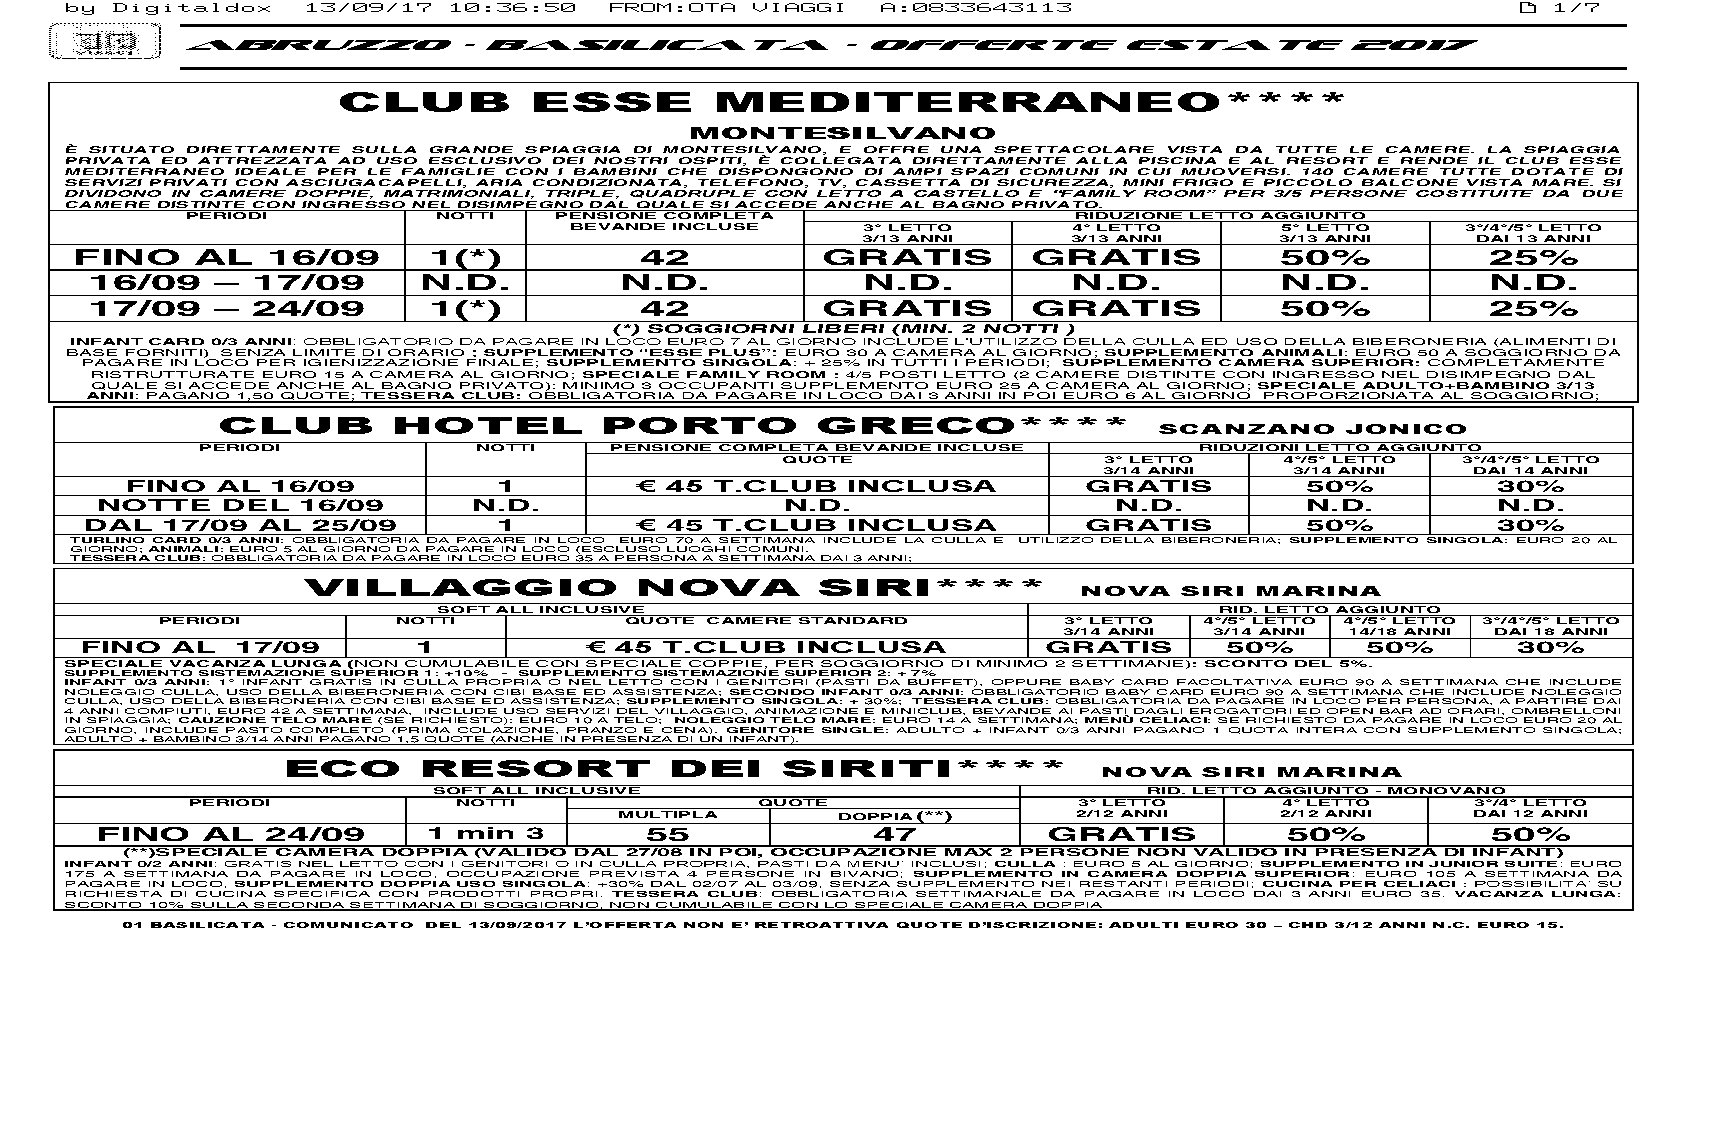 by Digitaldox 13/09/17 10:36:50 FROM:OTA VIAGGI A:0833643113 1/7
ABRUZZO - BASILICATA - OFFERTE ESTATE 2017
CLUB ESSE MEDITERRANEO****
MONTESILVANO
È SITUATO DIRETTAMENTE SULLA GRANDE SPIAGGIA DI MONTESILVANO, E OFFRE UNA SPETTACOLARE VISTA DA TUTTE LE CAMERE. LA SPIAGGIA
PRIVATA ED ATTREZZATA AD USO ESCLUSIVO DEI NOSTRI OSPITI, È COLLEGATA DIRETTAMENTE ALLA PISCINA E AL RESORT E RENDE IL CLUB ESSE
MEDITERRANEO IDEALE PER LE FAMIGLIE CON I BAMBINI CHE DISPONGONO DI AMPI SPAZI COMUNI IN CUI MUOVERSI. 140 CAMERE TUTTE DOTATE DI
SERVIZI PRIVATI CON ASCIUGACAPELLI, ARIA CONDIZIONATA, TELEFONO, TV, CASSETTA DI SICUREZZA, MINI FRIGO E PICCOLO BALCONE VISTA MARE. SI
DIVIDONO IN CAMERE DOPPIE, MATRIMONIALI, TRIPLE, QUADRUPLE CON LETTO A CASTELLO E "FAMILY ROOM" PER 3/5 PERSONE COSTITUITE DA DUE
CAMERE DISTINTE CON INGRESSO NEL DISIMPEGNO DAL QUALE SI ACCEDE ANCHE AL BAGNO PRIVATO.
PERIODI NOTTI PENSIONE COMPLETA RIDUZIONE LETTO AGGIUNTO
BEVANDE INCLUSE 3° LETTO 4° LETTO 5° LETTO 3°/4°/5° LETTO
3/13 ANNI 3/13 ANNI 3/13 ANNI DAI 13 ANNI
FINO AL 16/09 1(*) 42 GRATIS GRATIS 50% 25%
16/09 – 17/09 N.D. N.D. N.D. N.D. N.D. N.D.
17/09 – 24/09 1(*) 42 GRATIS GRATIS 50% 25%
(*) SOGGIORNI LIBERI (MIN. 2 NOTTI )
INFANT CARD 0/3 ANNI: OBBLIGATORIO DA PAGARE IN LOCO EURO 7 AL GIORNO INCLUDE L'UTILIZZO DELLA CULLA ED USO DELLA BIBERONERIA (ALIMENTI DI
BASE FORNITI) SENZA LIMITE DI ORARIO ; SUPPLEMENTO "ESSE PLUS": EURO 30 A CAMERA AL GIORNO; SUPPLEMENTO ANIMALI: EURO 50 A SOGGIORNO DA
PAGARE IN LOCO PER IGIENIZZAZIONE FINALE; SUPPLEMENTO SINGOLA: + 25% IN TUTTI I PERIODI; SUPPLEMENTO CAMERA SUPERIOR: COMPLETAMENTE
RISTRUTTURATE EURO 15 A CAMERA AL GIORNO; SPECIALE FAMILY ROOM : 4/5 POSTI LETTO (2 CAMERE DISTINTE CON INGRESSO NEL DISIMPEGNO DAL
QUALE SI ACCEDE ANCHE AL BAGNO PRIVATO): MINIMO 3 OCCUPANTI SUPPLEMENTO EURO 25 A CAMERA AL GIORNO; SPECIALE ADULTO+BAMBINO 3/13
ANNI: PAGANO 1,50 QUOTE; TESSERA CLUB: OBBLIGATORIA DA PAGARE IN LOCO DAI 3 ANNI IN POI EURO 6 AL GIORNO PROPORZIONATA AL SOGGIORNO;
CLUB HOTEL PORTO GRECO**** SCANZANO JONICO
PERIODI NOTTI PENSIONE COMPLETA BEVANDE INCLUSE RIDUZIONI LETTO AGGIUNTO
QUOTE 3° LETTO 4°/5° LETTO 3°/4°/5° LETTO
3/14 ANNI 3/14 ANNI DAI 14 ANNI
FINO AL 16/09 1 € 45 T.CLUB INCLUSA GRATIS 50% 30%
NOTTE DEL 16/09 N.D. N.D. N.D. N.D. N.D.
DAL 17/09 AL 25/09 1 € 45 T.CLUB INCLUSA GRATIS 50% 30%
TURLINO CARD 0/3 ANNI: OBBLIGATORIA DA PAGARE IN LOCO EURO 70 A SETTIMANA INCLUDE LA CULLA E UTILIZZO DELLA BIBERONERIA; SUPPLEMENTO SINGOLA: EURO 20 AL
GIORNO; ANIMALI: EURO 5 AL GIORNO DA PAGARE IN LOCO (ESCLUSO LUOGHI COMUNI.
TESSERA CLUB: OBBLIGATORIA DA PAGARE IN LOCO EURO 35 A PERSONA A SETTIMANA DAI 3 ANNI;
VILLAGGIO NOVA SIRI**** NOVA SIRI MARINA
SOFT ALL INCLUSIVE RID. LETTO AGGIUNTO
PERIODI NOTTI QUOTE CAMERE STANDARD 3° LETTO 4°/5° LETTO 4°/5° LETTO 3°/4°/5° LETTO
3/14 ANNI 3/14 ANNI 14/18 ANNI DAI 18 ANNI
FINO AL 17/09 1 € 45 T.CLUB INCLUSA GRATIS 50% 50% 30%
SPECIALE VACANZA LUNGA (NON CUMULABILE CON SPECIALE COPPIE, PER SOGGIORNO DI MINIMO 2 SETTIMANE): SCONTO DEL 5%.
SUPPLEMENTO SISTEMAZIONE SUPERIOR 1: +10% - SUPPLEMENTO SISTEMAZIONE SUPERIOR 2: +7%
INFANT 0/3 ANNI: 1° INFANT GRATIS IN CULLA PROPRIA O NEL LETTO CON I GENITORI (PASTI DA BUFFET), OPPURE BABY CARD FACOLTATIVA EURO 90 A SETTIMANA CHE INCLUDE
NOLEGGIO CULLA, USO DELLA BIBERONERIA CON CIBI BASE ED ASSISTENZA; SECONDO INFANT 0/3 ANNI: OBBLIGATORIO BABY CARD EURO 90 A SETTIMANA CHE INCLUDE NOLEGGIO
CULLA, USO DELLA BIBERONERIA CON CIBI BASE ED ASSISTENZA; SUPPLEMENTO SINGOLA: + 30%; TESSERA CLUB: OBBLIGATORIA DA PAGARE IN LOCO PER PERSONA, A PARTIRE DAI
4 ANNI COMPIUTI, EURO 42 A SETTIMANA, INCLUDE USO SERVIZI DEL VILLAGGIO, ANIMAZIONE E MINICLUB, BEVANDE AI PASTI DAGLI EROGATORI ED OPEN BAR AD ORARI, OMBRELLONI
IN SPIAGGIA; CAUZIONE TELO MARE (SE RICHIESTO): EURO 10 A TELO; NOLEGGIO TELO MARE: EURO 14 A SETTIMANA; MENÙ CELIACI: SE RICHIESTO DA PAGARE IN LOCO EURO 20 AL
GIORNO, INCLUDE PASTO COMPLETO (PRIMA COLAZIONE, PRANZO E CENA). GENITORE SINGLE: ADULTO + INFANT 0/3 ANNI PAGANO 1 QUOTA INTERA CON SUPPLEMENTO SINGOLA;
ADULTO + BAMBINO 3/14 ANNI PAGANO 1,5 QUOTE (ANCHE IN PRESENZA DI UN INFANT).
ECO RESORT DEI SIRITI**** NOVA SIRI MARINA
SOFT ALL INCLUSIVE RID. LETTO AGGIUNTO - MONOVANO
PERIODI NOTTI QUOTE 3° LETTO 4° LETTO 3°/4° LETTO
MULTIPLA DOPPIA(**) 2/12 ANNI 2/12 ANNI DAI 12 ANNI
FINO AL 24/09 1 min 3 55 47 GRATIS 50% 50%
(**)SPECIALE CAMERA DOPPIA (VALIDO DAL 27/08 IN POI, OCCUPAZIONE MAX 2 PERSONE NON VALIDO IN PRESENZA DI INFANT)
INFANT 0/2 ANNI: GRATIS NEL LETTO CON I GENITORI O IN CULLA PROPRIA, PASTI DA MENU' INCLUSI; CULLA : EURO 5 AL GIORNO; SUPPLEMENTO IN JUNIOR SUITE: EURO
175 A SETTIMANA DA PAGARE IN LOCO, OCCUPAZIONE PREVISTA 4 PERSONE IN BIVANO; SUPPLEMENTO IN CAMERA DOPPIA SUPERIOR: EURO 105 A SETTIMANA DA
PAGARE IN LOCO, SUPPLEMENTO DOPPIA USO SINGOLA: +30% DAL 02/07 AL 03/09, SENZA SUPPLEMENTO NEI RESTANTI PERIODI; CUCINA PER CELIACI : POSSIBILITA' SU
RICHIESTA DI CUCINA SPECIFICA CON PRODOTTI PROPRI. TESSERA CLUB: OBBLIGATORIA SETTIMANALE DA PAGARE IN LOCO DAI 3 ANNI EURO 35. VACANZA LUNGA:
SCONTO 10% SULLA SECONDA SETTIMANA DI SOGGIORNO, NON CUMULABILE CON LO SPECIALE CAMERA DOPPIA
01 BASILICATA - COMUNICATO DEL 13/09/2017 L'OFFERTA NON E' RETROATTIVA QUOTE D'ISCRIZIONE: ADULTI EURO 30 – CHD 3/12 ANNI N.C. EURO 15.